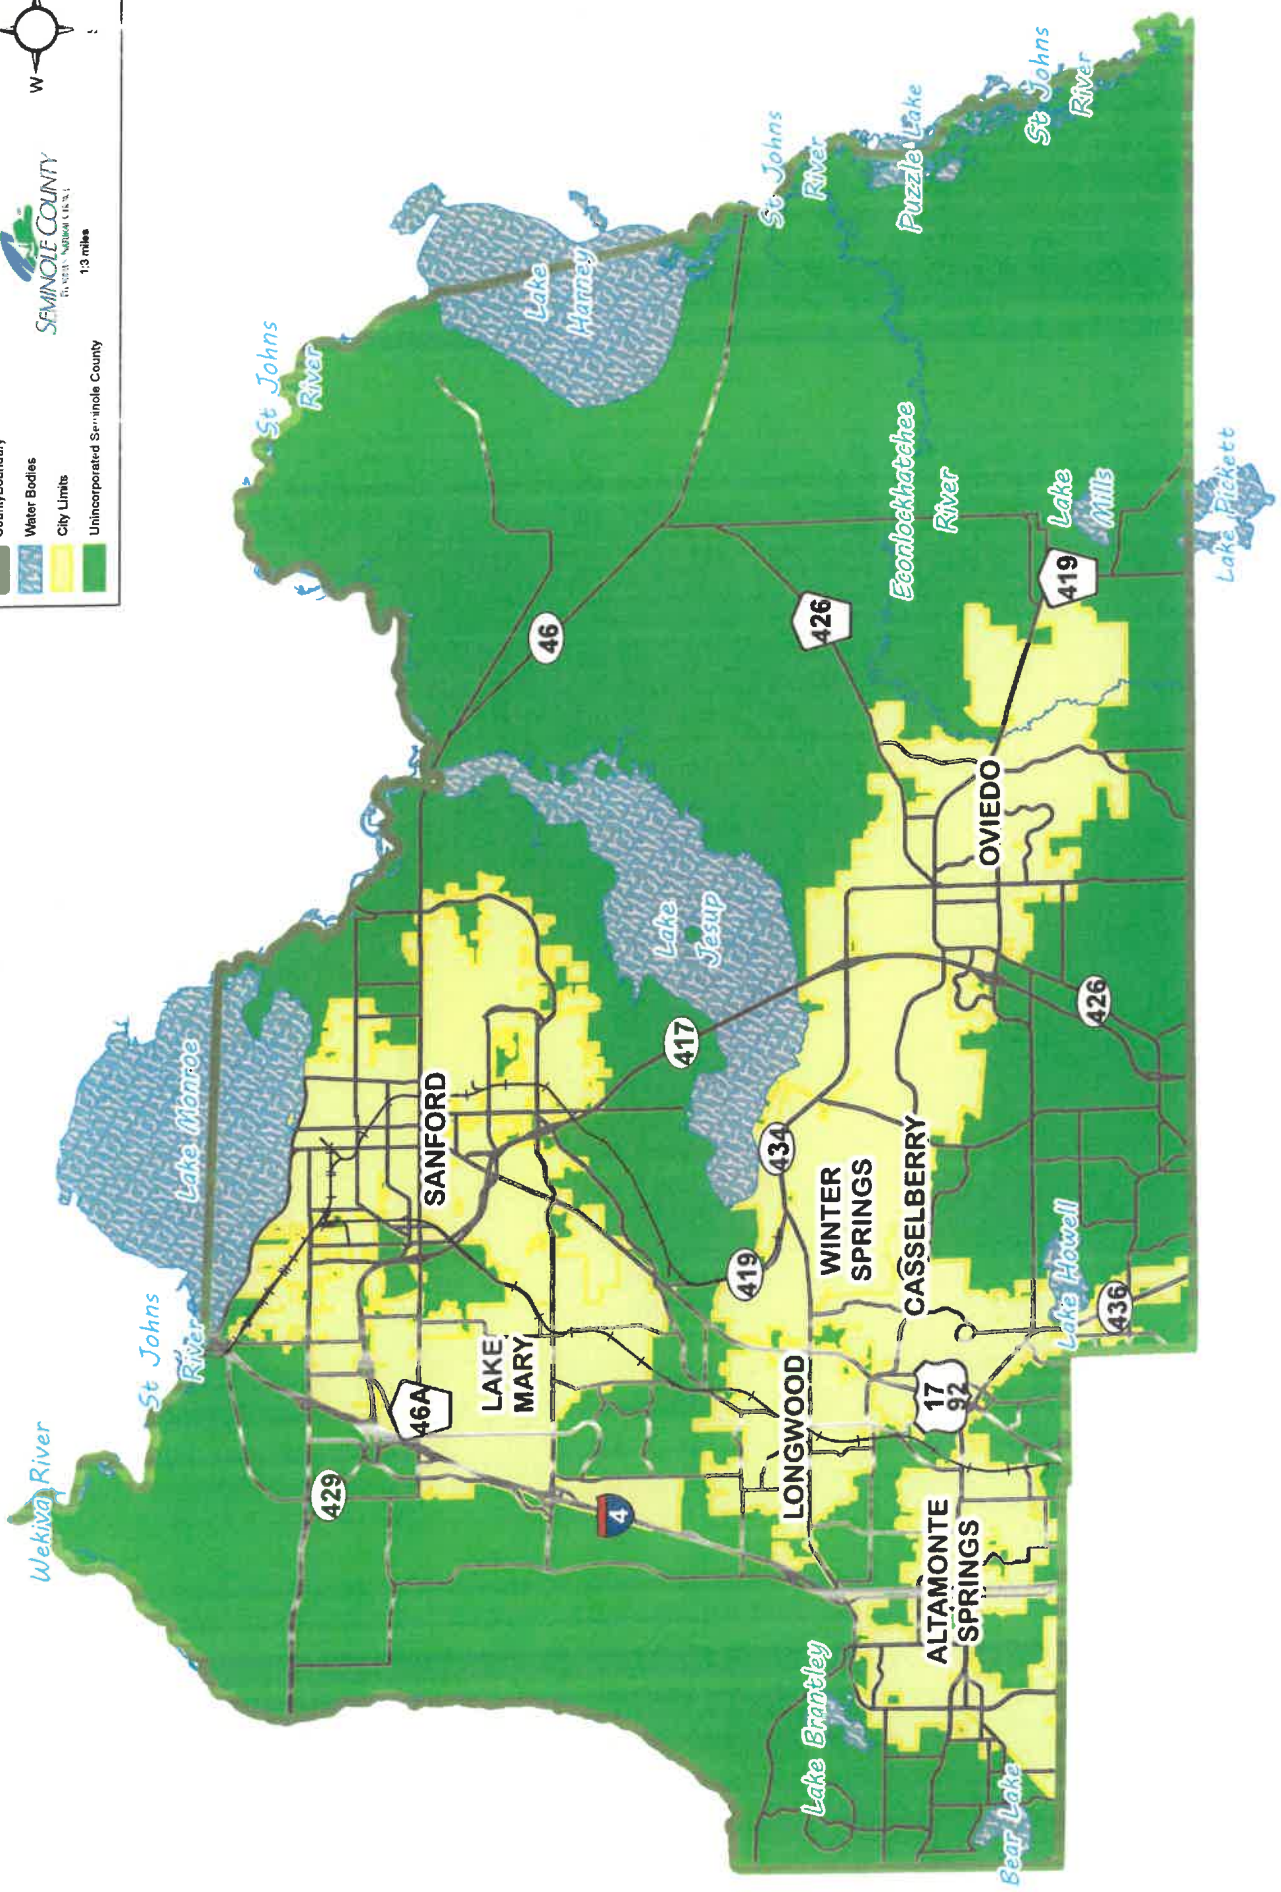 County Boundary
Water Bodies
City Limits
Unincorporated Seminole County
SEMINOLE COUNTY
1:3 miles
W
Wekiva River
St Johns
River
Lake Monroe
St Johns
River
Lake
Harney
St Johns
River
Puzzle Lake
St Johns
River
46
429
46A
SANFORD
LAKE
MARY
4
417
Lake
Jesup
426
Econlockhatchee
River
419
434
WINTER
SPRINGS
LONGWOOD
CASSELBERRY
OVIEDO
419
Lake
Mills
Lake Pickett
Lake Brantley
ALTAMONTE
SPRINGS
17
92
426
Lake Howell
436
Bear Lake